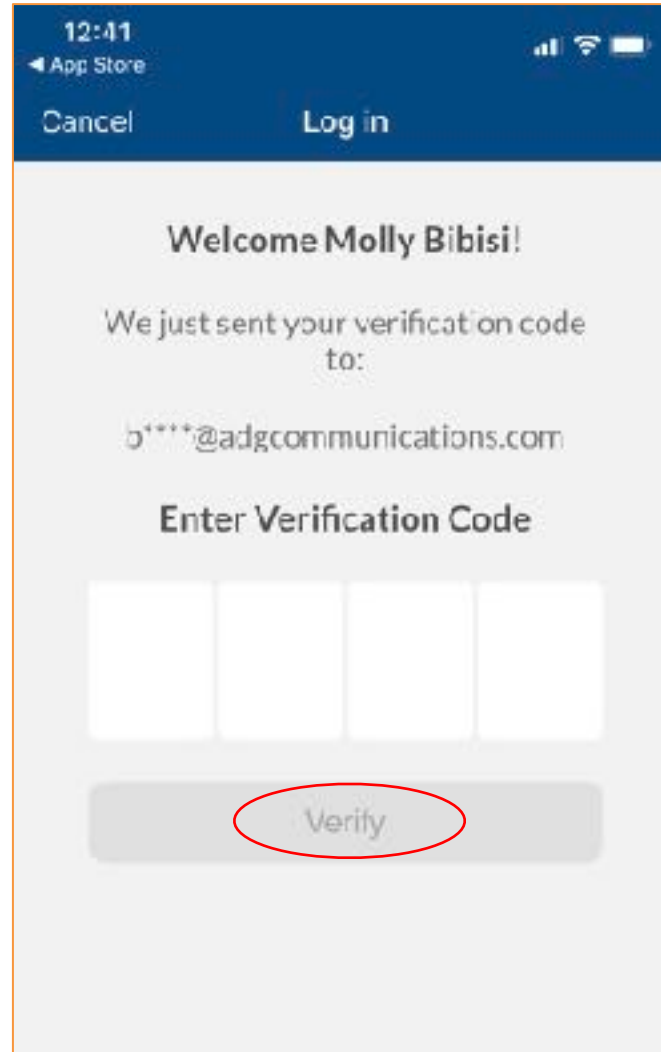 12:41
◀ App Store
Cancel
Log in
Welcome Molly Bibisi!
We just sent your verification code
to:
b****@adgcommunications.com
Enter Verification Code
Verify